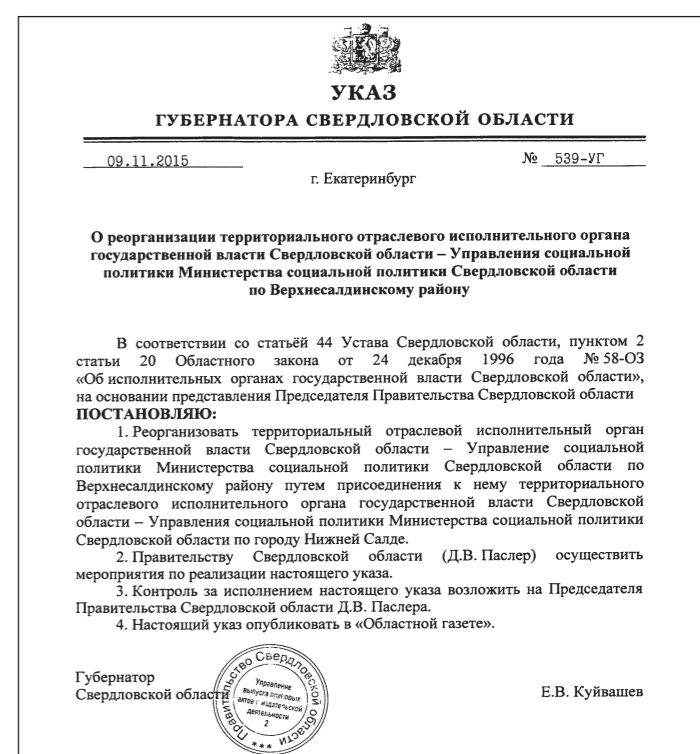 УКАЗ
ГУБЕРНАТОРА СВЕРДЛОВСКОЙ ОБЛАСТИ
09.11.2015 № 539-УГ
г. Екатеринбург
О реорганизации территориального отраслевого исполнительного органа
государственной власти Свердловской области – Управления социальной
политики Министерства социальной политики Свердловской области
по Верхнесалдинскому району
В соответствии со статьёй 44 Устава Свердловской области, пунктом 2
статьи 20 Областного закона от 24 декабря 1996 года № 58-ОЗ
«Об исполнительных органах государственной власти Свердловской области»,
на основании представления Председателя Правительства Свердловской области
ПОСТАНОВЛЯЮ:
1. Реорганизовать территориальный отраслевой исполнительный орган
государственной власти Свердловской области – Управление социальной
политики Министерства социальной политики Свердловской области по
Верхнесалдинскому району путем присоединения к нему территориального
отраслевого исполнительного органа государственной власти Свердловской
области – Управления социальной политики Министерства социальной политики
Свердловской области по городу Нижней Салде.
2. Правительству Свердловской области (Д.В. Паслер) осуществить
мероприятия по реализации настоящего указа.
3. Контроль за исполнением настоящего указа возложить на Председателя
Правительства Свердловской области Д.В. Паслера.
4. Настоящий указ опубликовать в «Областной газете».
Губернатор
Свердловской области Е.В. Куйвашев
Правительство Свердловской области ***
Управление
выпуска правовых
актов и издательской
деятельности
2